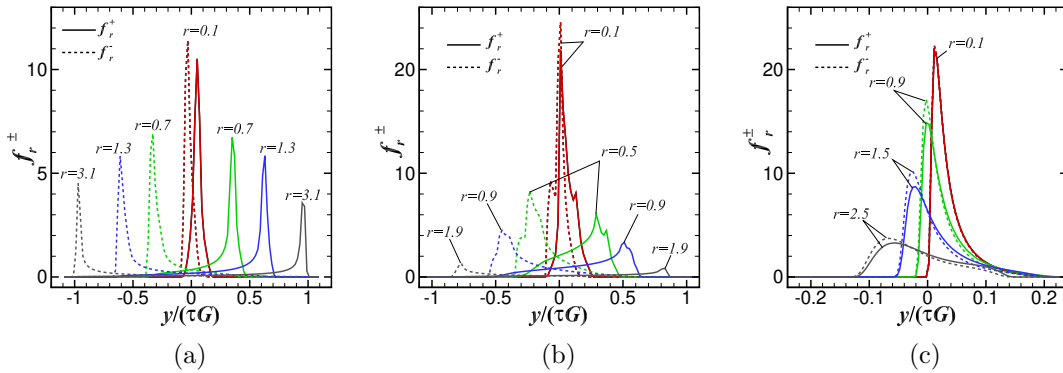 f_r^+
f_r^-
r=0.1
r=0.7
r=0.7
r=1.3
r=1.3
r=3.1
r=3.1
f_r^±
10
5
0
-1 -0.5 0 0.5 1
y/(τG)
(a)
f_r^+
f_r^-
r=0.1
r=0.5
r=0.9
r=0.9
r=1.9
r=1.9
f_r^±
20
10
0
-1 -0.5 0 0.5 1
y/(τG)
(b)
f_r^+
f_r^-
r=0.1
r=0.9
r=1.5
r=2.5
f_r^±
20
10
0
-0.2 -0.1 0 0.1 0.2
y/(τG)
(c)